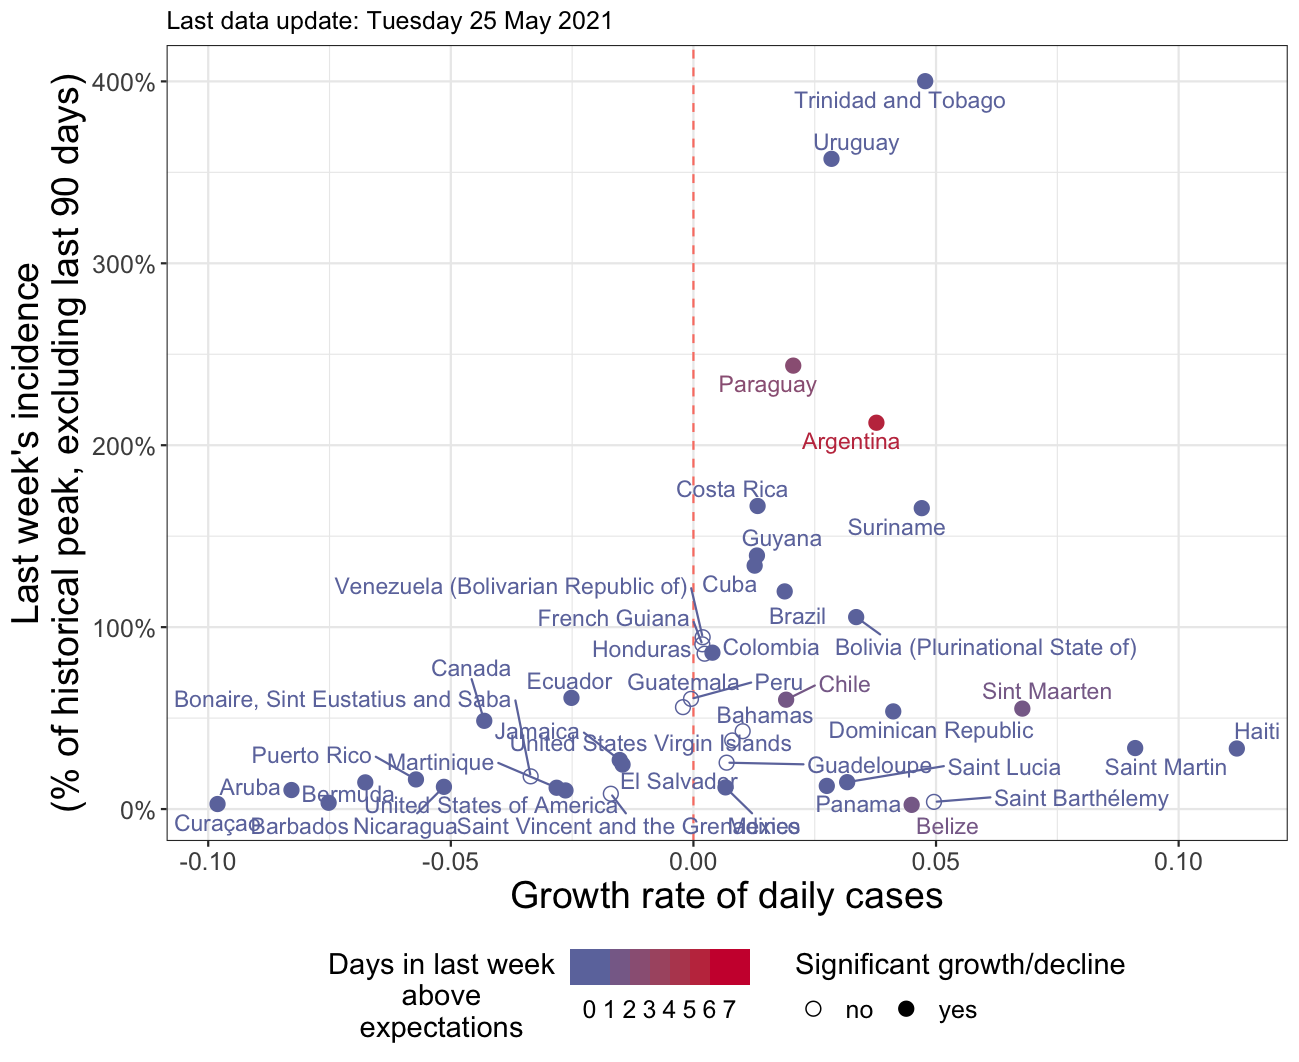 Last data update: Tuesday 25 May 2021
Last week's incidence
(% of historical peak, excluding last 90 days)
400%
300%
200%
100%
0%
Trinidad and Tobago
Uruguay
Paraguay
Argentina
Costa Rica
Suriname
Guyana
Venezuela (Bolivarian Republic of)
Cuba
Brazil
French Guiana
Honduras
Colombia
Bolivia (Plurinational State of)
Canada
Ecuador
Guatemala
Peru
Chile
Sint Maarten
Bonaire, Sint Eustatius and Saba
Bahamas
Jamaica
Dominican Republic
Haiti
United States Virgin Islands
Puerto Rico
Martinique
Guadeloupe
Saint Lucia
Saint Martin
Aruba
Bermuda
El Salvador
United States of America
Panama
Saint Barthélemy
Curaçao
Barbados
Nicaragua
Saint Vincent and the Grenadines
Mexico
Belize
-0.10
-0.05
0.00
0.05
0.10
Growth rate of daily cases
Days in last week
above
expectations
0 1 2 3 4 5 6 7
Significant growth/decline
no
yes